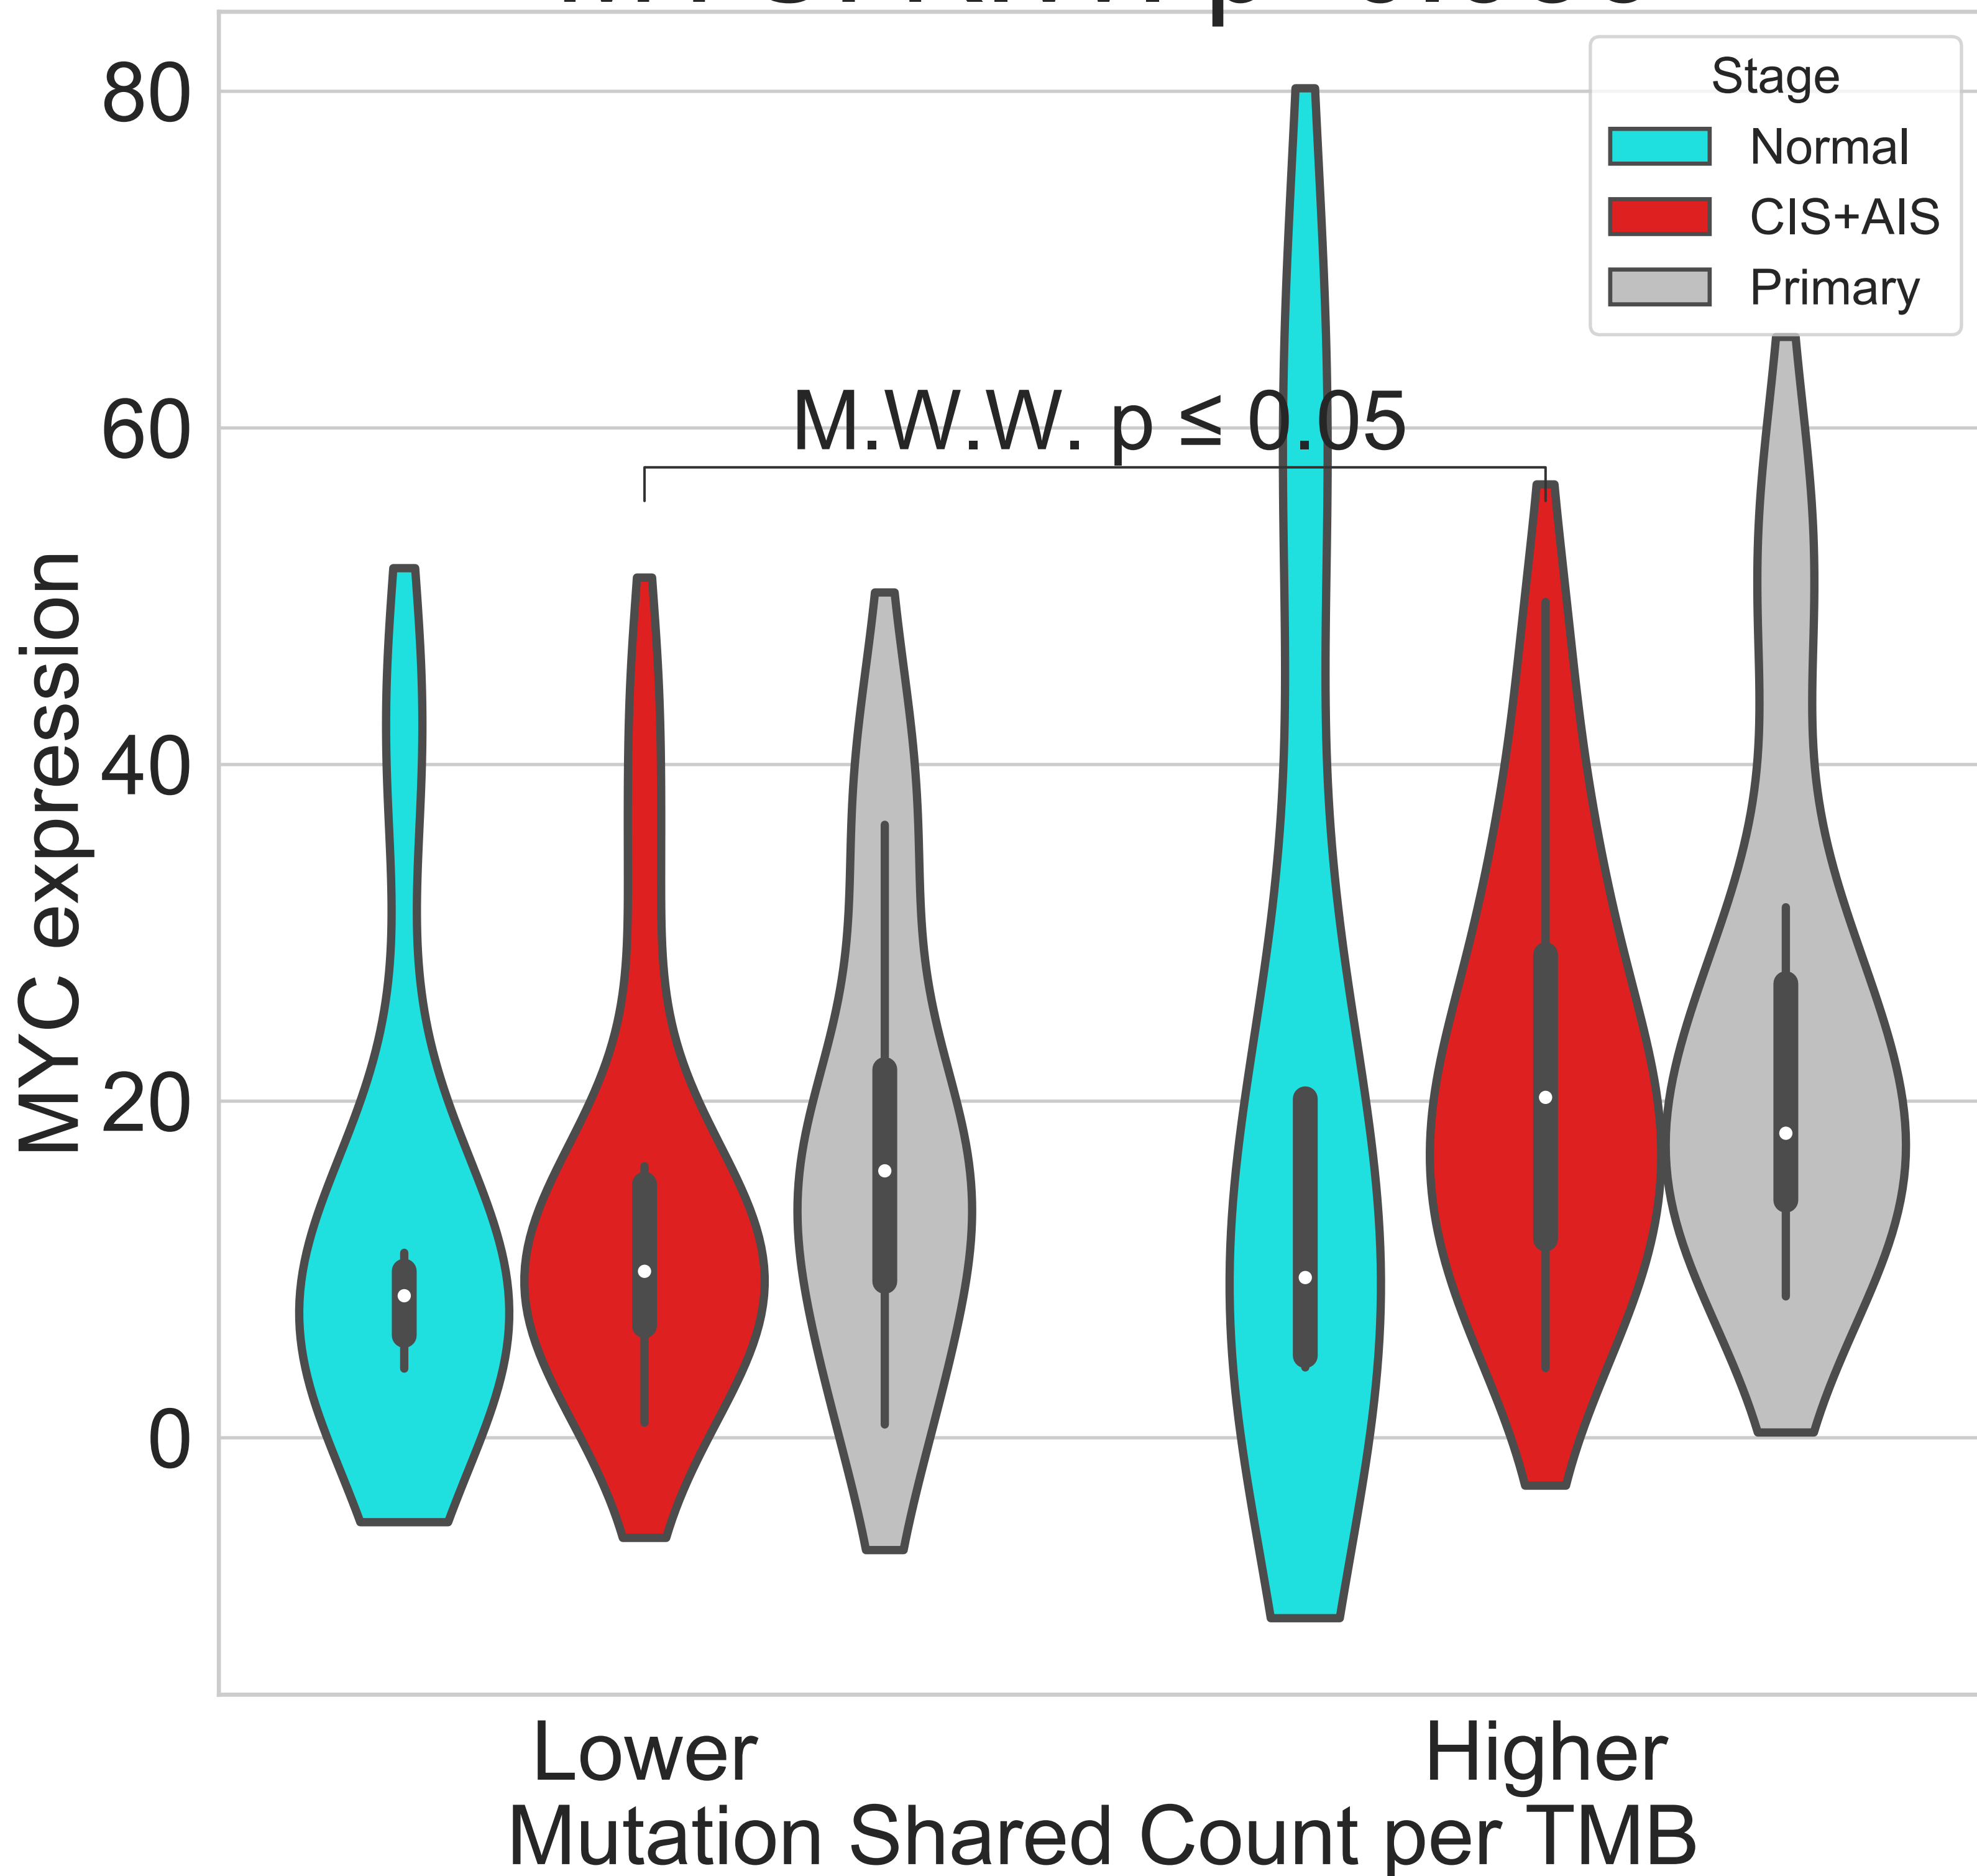 80
Stage
Normal
CIS+AIS
Primary
M.W.W. p ≤ 0.05
60
40
20
0
MYC expression
Lower
Higher
Mutation Shared Count per TMB